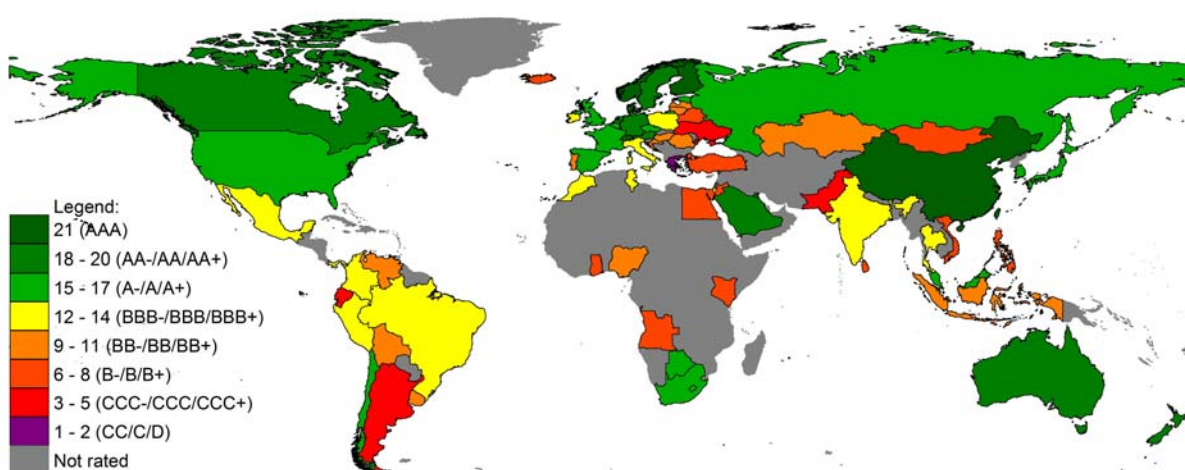 Legend:
21 (AAA)
18 - 20 (AA-/AA/AA+)
15 - 17 (A-/A/A+)
12 - 14 (BBB-/BBB/BBB+)
9 - 11 (BB-/BB/BB+)
6 - 8 (B-/B/B+)
3 - 5 (CCC-/CCC/CCC+)
1 - 2 (CC/C/D)
Not rated